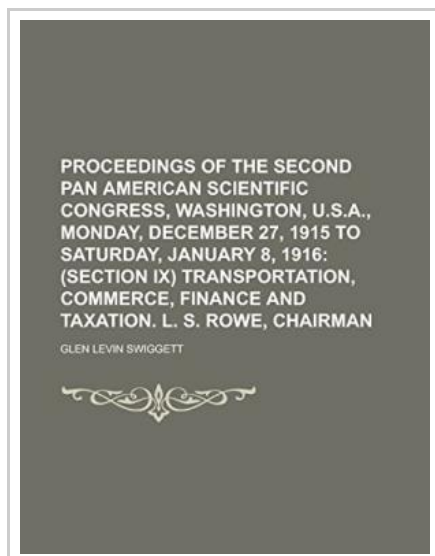 PROCEEDINGS OF THE SECOND
PAN AMERICAN SCIENTIFIC
CONGRESS, WASHINGTON, U.S.A.,
MONDAY, DECEMBER 27, 1915 TO
SATURDAY, JANUARY 8, 1916:
(SECTION IX) TRANSPORTATION,
COMMERCE, FINANCE AND
TAXATION. L. S. ROWE, CHAIRMAN
GLEN LEVIN SWIGGETT